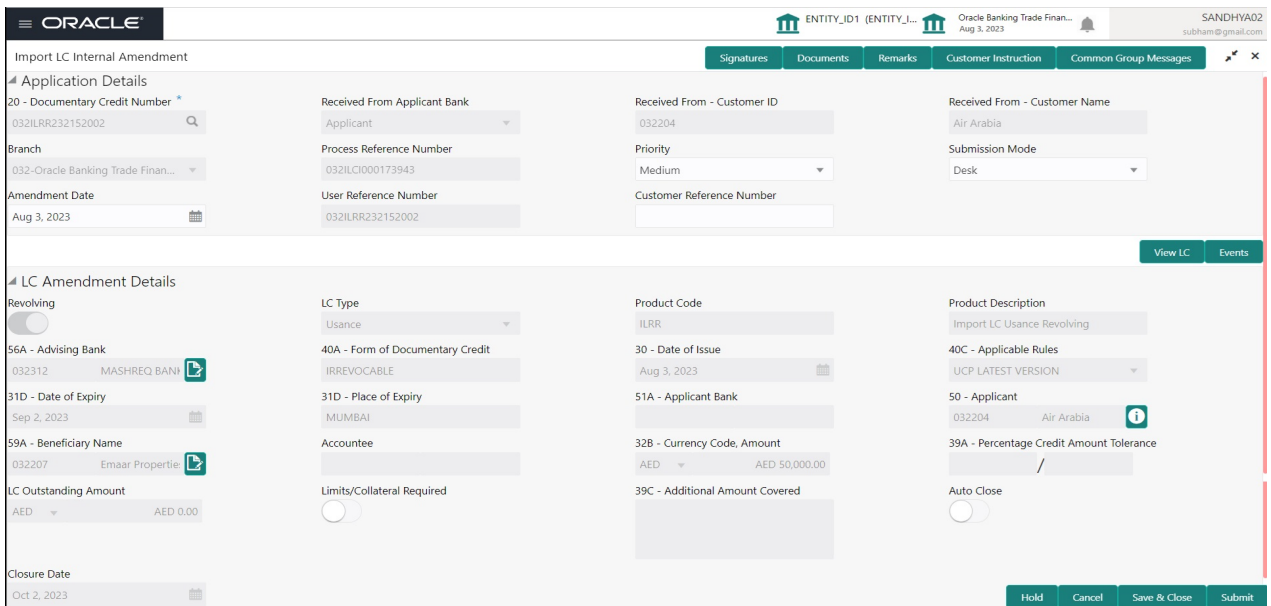 ORACLE
ENTITY_ID1 (ENTITY_I...
Oracle Banking Trade Finan...
Aug 3, 2023
SANDHYA02
subham@gmail.com
Import LC Internal Amendment
Signatures
Documents
Remarks
Customer Instruction
Common Group Messages
Application Details
20 - Documentary Credit Number *
Received From Applicant Bank
Received From - Customer ID
Received From - Customer Name
032ILRR232152002
Applicant
032204
Air Arabia
Branch
Process Reference Number
Priority
Submission Mode
032-Oracle Banking Trade Finan...
032ILCI000173943
Medium
Desk
Amendment Date
User Reference Number
Customer Reference Number
Aug 3, 2023
032ILRR232152002
View LC
Events
LC Amendment Details
Revolving
LC Type
Product Code
Product Description
Usance
ILRR
Import LC Usance Revolving
56A - Advising Bank
40A - Form of Documentary Credit
30 - Date of Issue
40C - Applicable Rules
032312 MASHREQ BANK
IRREVOCABLE
Aug 3, 2023
UCP LATEST VERSION
31D - Date of Expiry
31D - Place of Expiry
51A - Applicant Bank
50 - Applicant
Sep 2, 2023
MUMBAI
032204 Air Arabia
59A - Beneficiary Name
Accountee
32B - Currency Code, Amount
39A - Percentage Credit Amount Tolerance
032207 Emaar Propertie
AED
AED 50,000.00
/
LC Outstanding Amount
Limits/Collateral Required
39C - Additional Amount Covered
Auto Close
AED
AED 0.00
Closure Date
Oct 2, 2023
Hold
Cancel
Save & Close
Submit